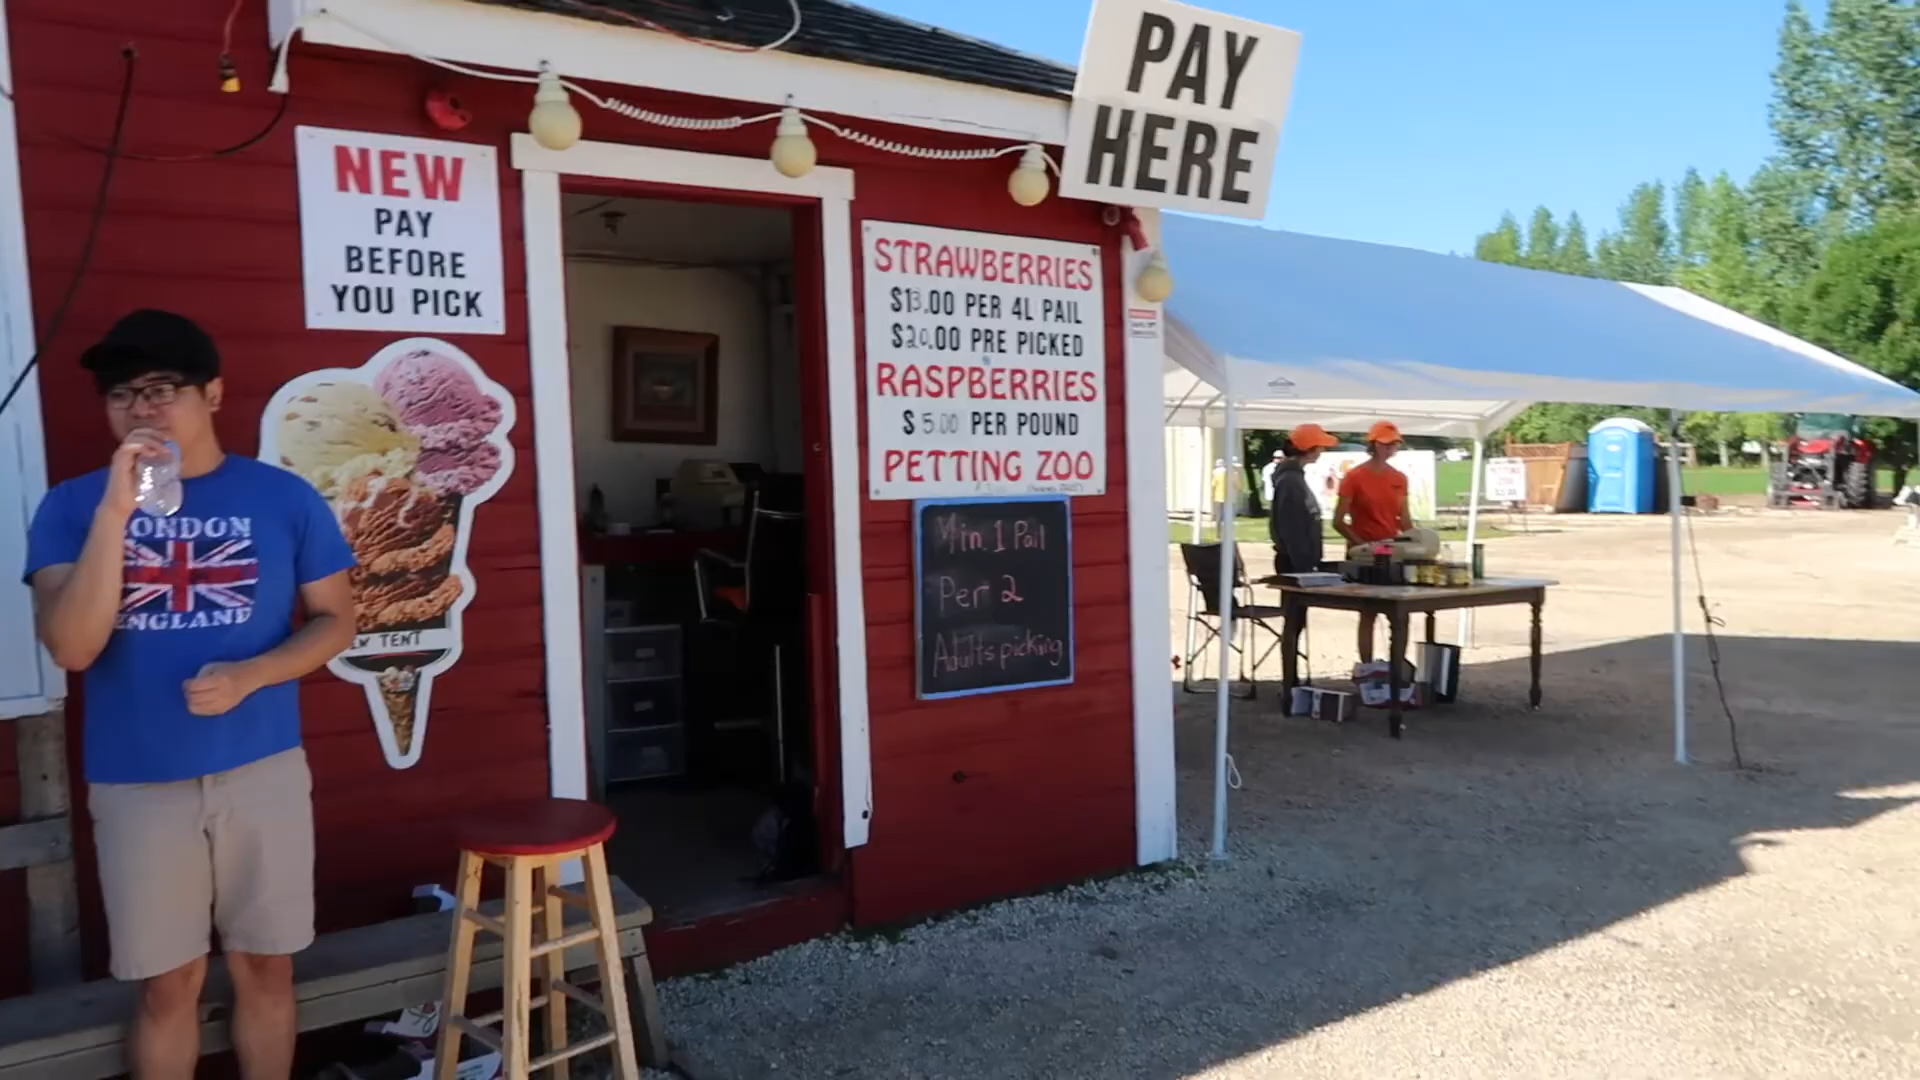 PAY
HERE
NEW
PAY
BEFORE
YOU PICK
STRAWBERRIES
$13.00 PER 4L PAIL
$20.00 PRE PICKED
RASPBERRIES
$5.00 PER POUND
PETTING ZOO
Min. 1 Pail
Per 2
Adults picking
LONDON
ENGLAND
TENT